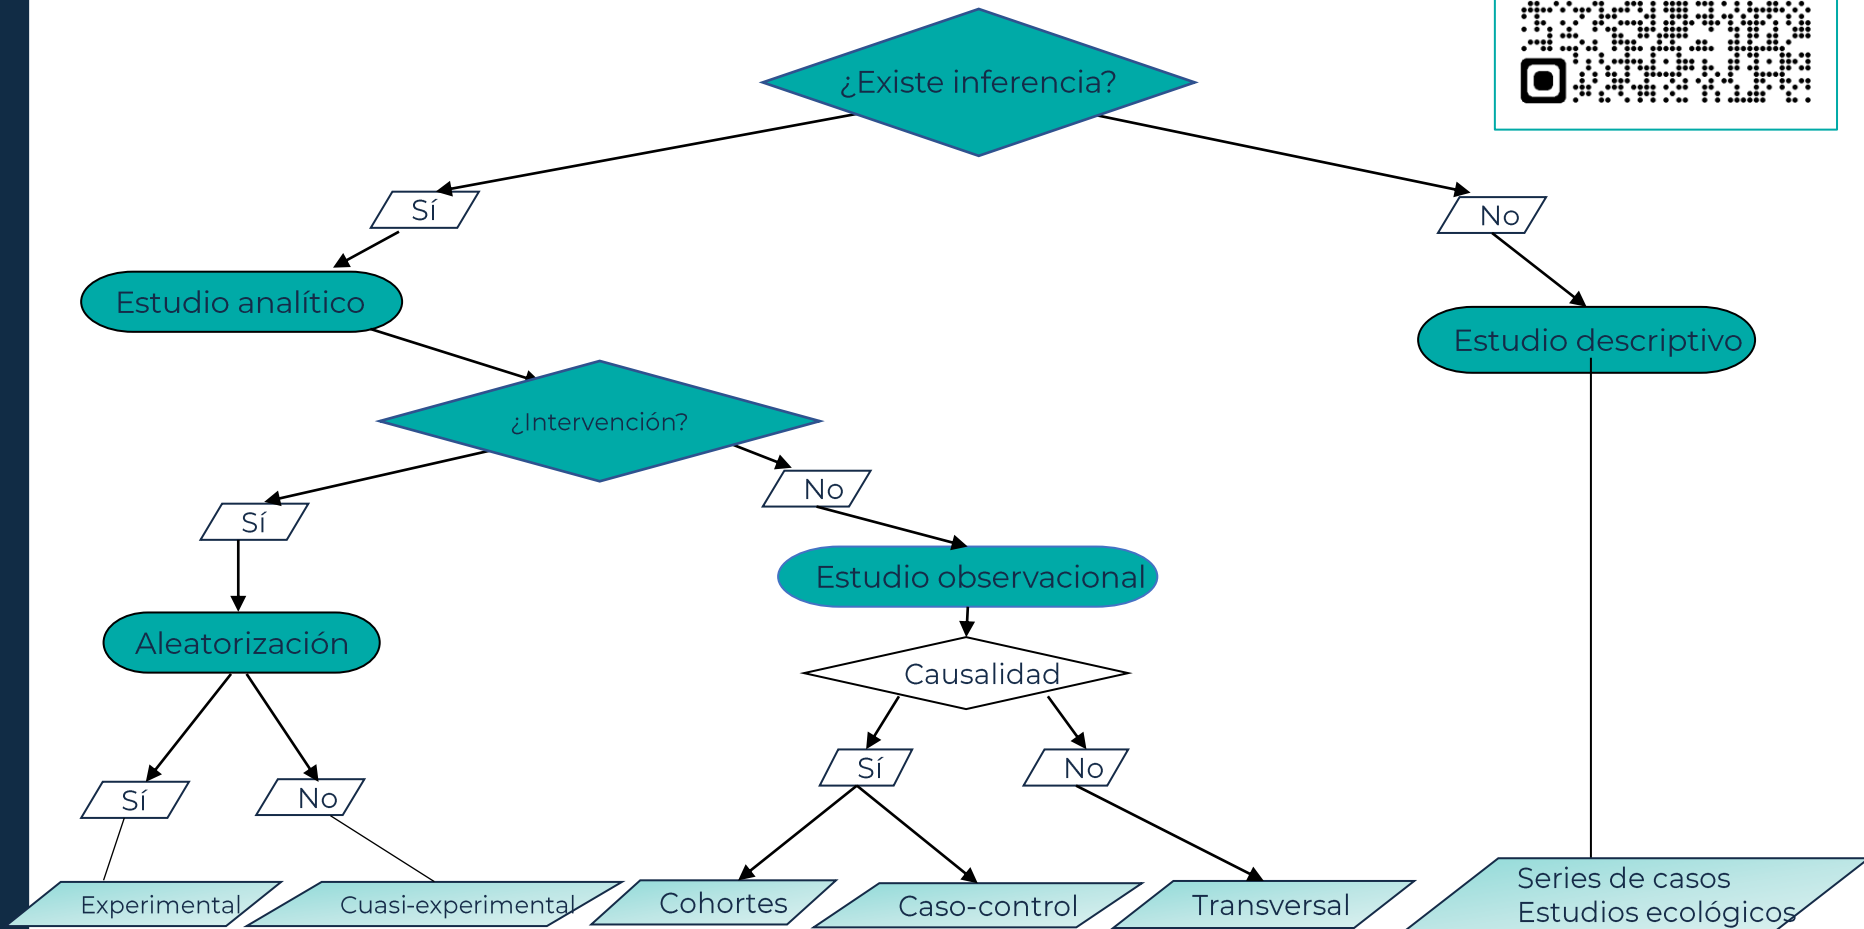 ¿Existe inferencia?
Sí
No
Estudio analítico
Estudio descriptivo
¿Intervención?
Sí
No
Estudio observacional
Aleatorización
Causalidad
Sí
No
Sí
No
Experimental
Cuasi-experimental
Cohortes
Caso-control
Transversal
Series de casos
Estudios ecológicos